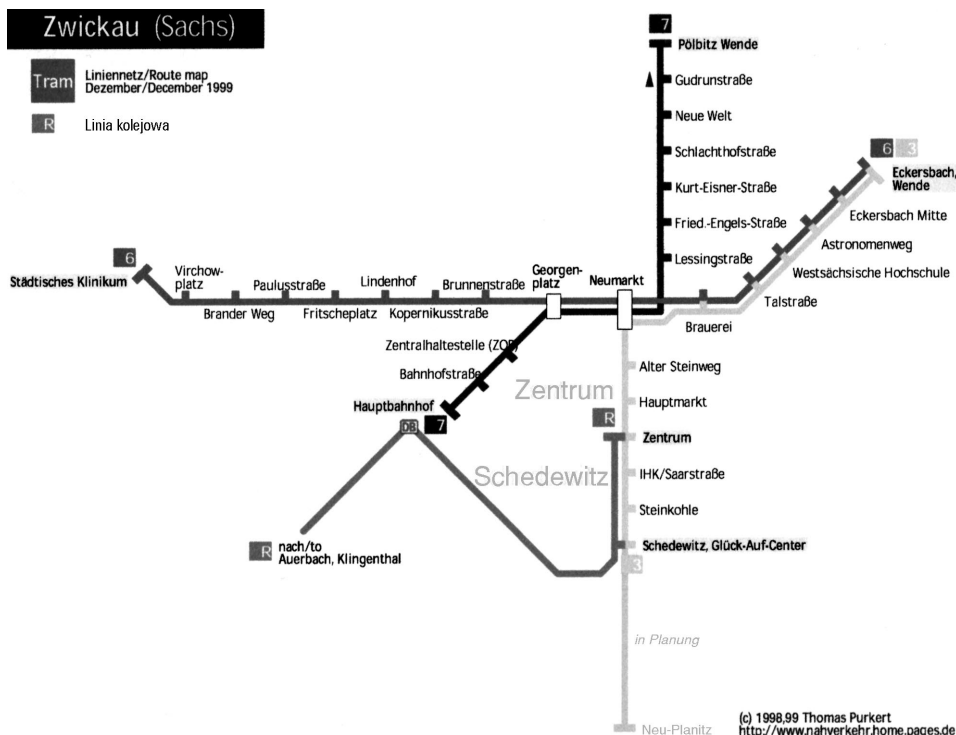 Zwickau (Sachs)
Tram
Liniennetz/Route map
Dezember/December 1999
R
Linia kolejowa
7
Pölbitz Wende
Gudrunstraße
Neue Welt
Schlachthofstraße
Kurt-Eisner-Straße
Fried.-Engels-Straße
Lessingstraße
6 3
Eckersbach,
Wende
Eckersbach Mitte
Astronomenweg
Westsächsische Hochschule
Talstraße
Brauerei
6
Städtisches Klinikum
Virchow-
platz
Brander Weg
Paulusstraße
Fritscheplatz
Lindenhof
Kopernikusstraße
Brunnenstraße
Georgen-
platz
Neumarkt
Zentralhaltestelle (ZOB)
Bahnhofstraße
Hauptbahnhof
7
DB
Zentrum
Alter Steinweg
Hauptmarkt
R
Zentrum
Schedewitz
IHK/Saarstraße
Steinkohle
Schedewitz, Glück-Auf-Center
3
R
nach/to
Auerbach, Klingenthal
in Planung
Neu-Planitz
(c) 1998,99 Thomas Purkert
http://www.nahverkehr.home.pages.de